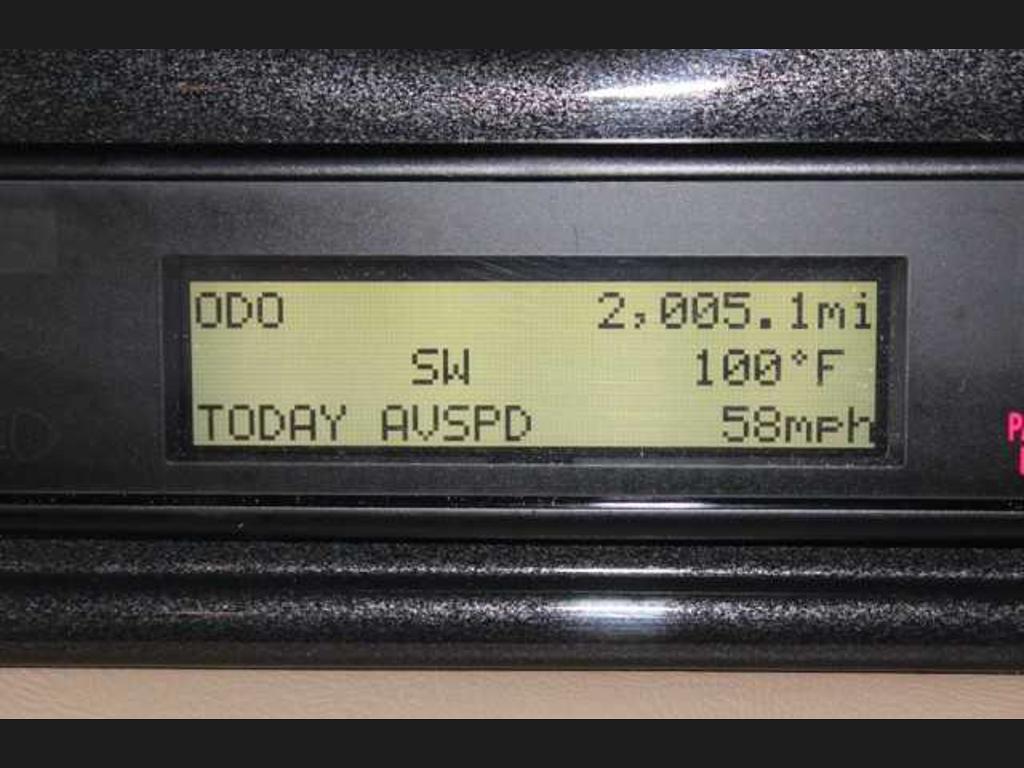 ODO 2,005.1mi
SW 100°F
TODAY AVSPD 58mph